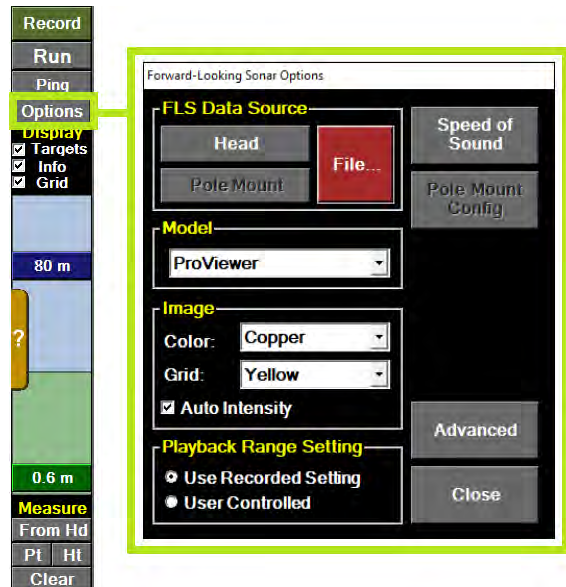 Record
Run
Ping
Options
Display
Targets
Info
Grid
80 m
?
0.6 m
Measure
From Hd
Pt Ht
Clear
Forward-Looking Sonar Options
FLS Data Source
Head
File...
Pole Mount
Speed of
Sound
Pole Mount
Config
Model
ProViewer
Image
Color: Copper
Grid: Yellow
Auto Intensity
Playback Range Setting
Use Recorded Setting
User Controlled
Advanced
Close